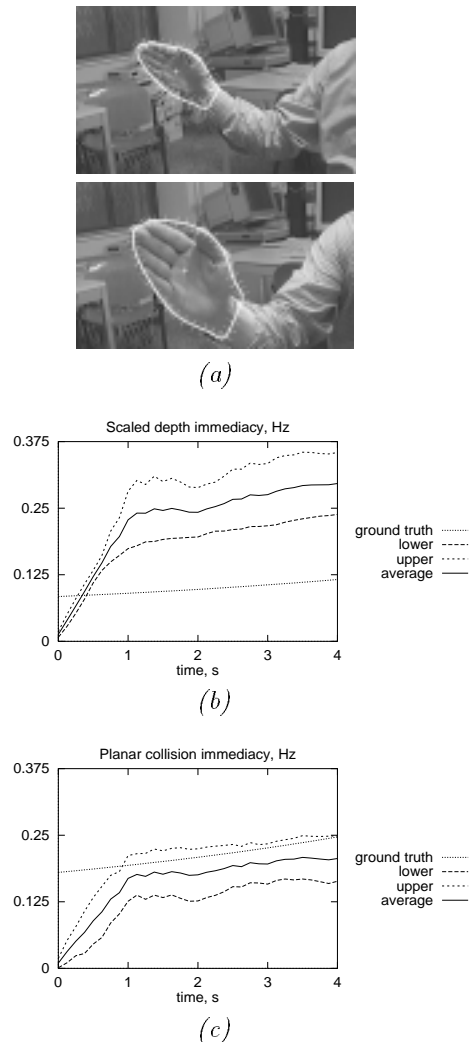 (a)
Scaled depth immediacy, Hz
0.375
0.25
0.125
0
0 1 2 3 4
time, s
ground truth
lower
upper
average
(b)
Planar collision immediacy, Hz
0.375
0.25
0.125
0
0 1 2 3 4
time, s
ground truth
lower
upper
average
(c)